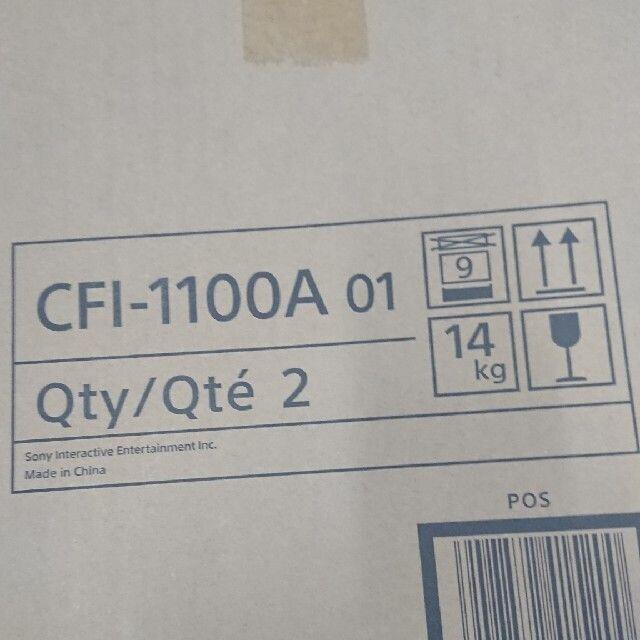 CFI-1100A 01
9
14
kg
Qty/Qté 2
Sony Interactive Entertainment Inc.
Made in China
POS